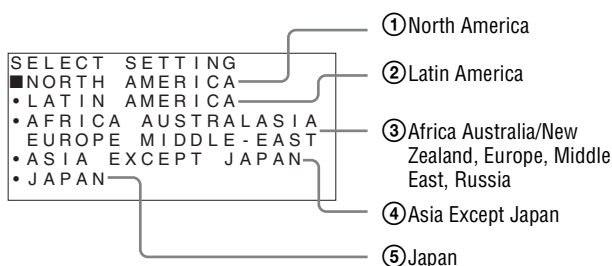 SELECT SETTING
■NORTH AMERICA
•LATIN AMERICA
•AFRICA AUSTRALASIA
EUROPE MIDDLE-EAST
•ASIA EXCEPT JAPAN
•JAPAN
①North America
②Latin America
③Africa Australia/New
Zealand, Europe, Middle
East, Russia
④Asia Except Japan
⑤Japan